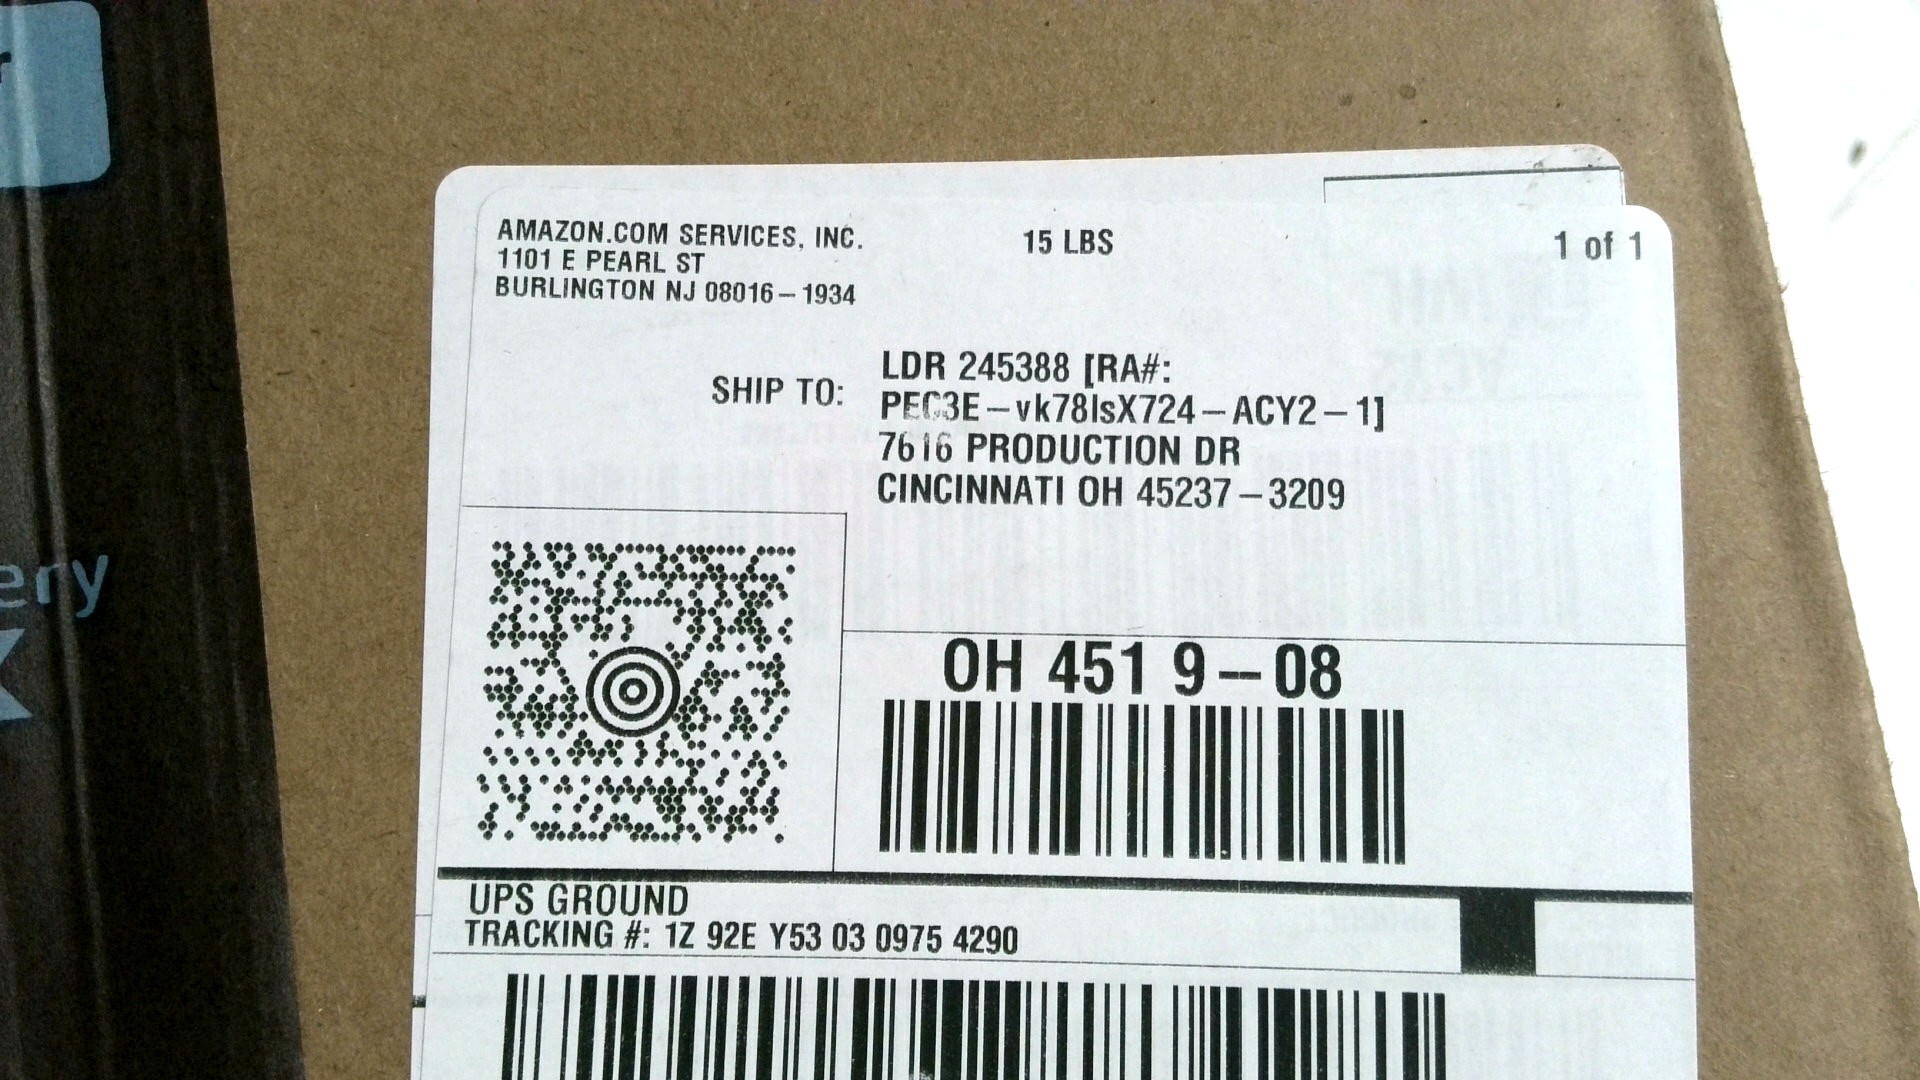 AMAZON.COM SERVICES, INC.
1101 E PEARL ST
BURLINGTON NJ 08016-1934
15 LBS
1 of 1
SHIP TO:
LDR 245388 [RA#:
PEC3E-vk78lsX724-ACY2-1]
7616 PRODUCTION DR
CINCINNATI OH 45237-3209
OH 451 9-08
UPS GROUND
TRACKING #: 1Z 92E Y53 03 0975 4290
ery